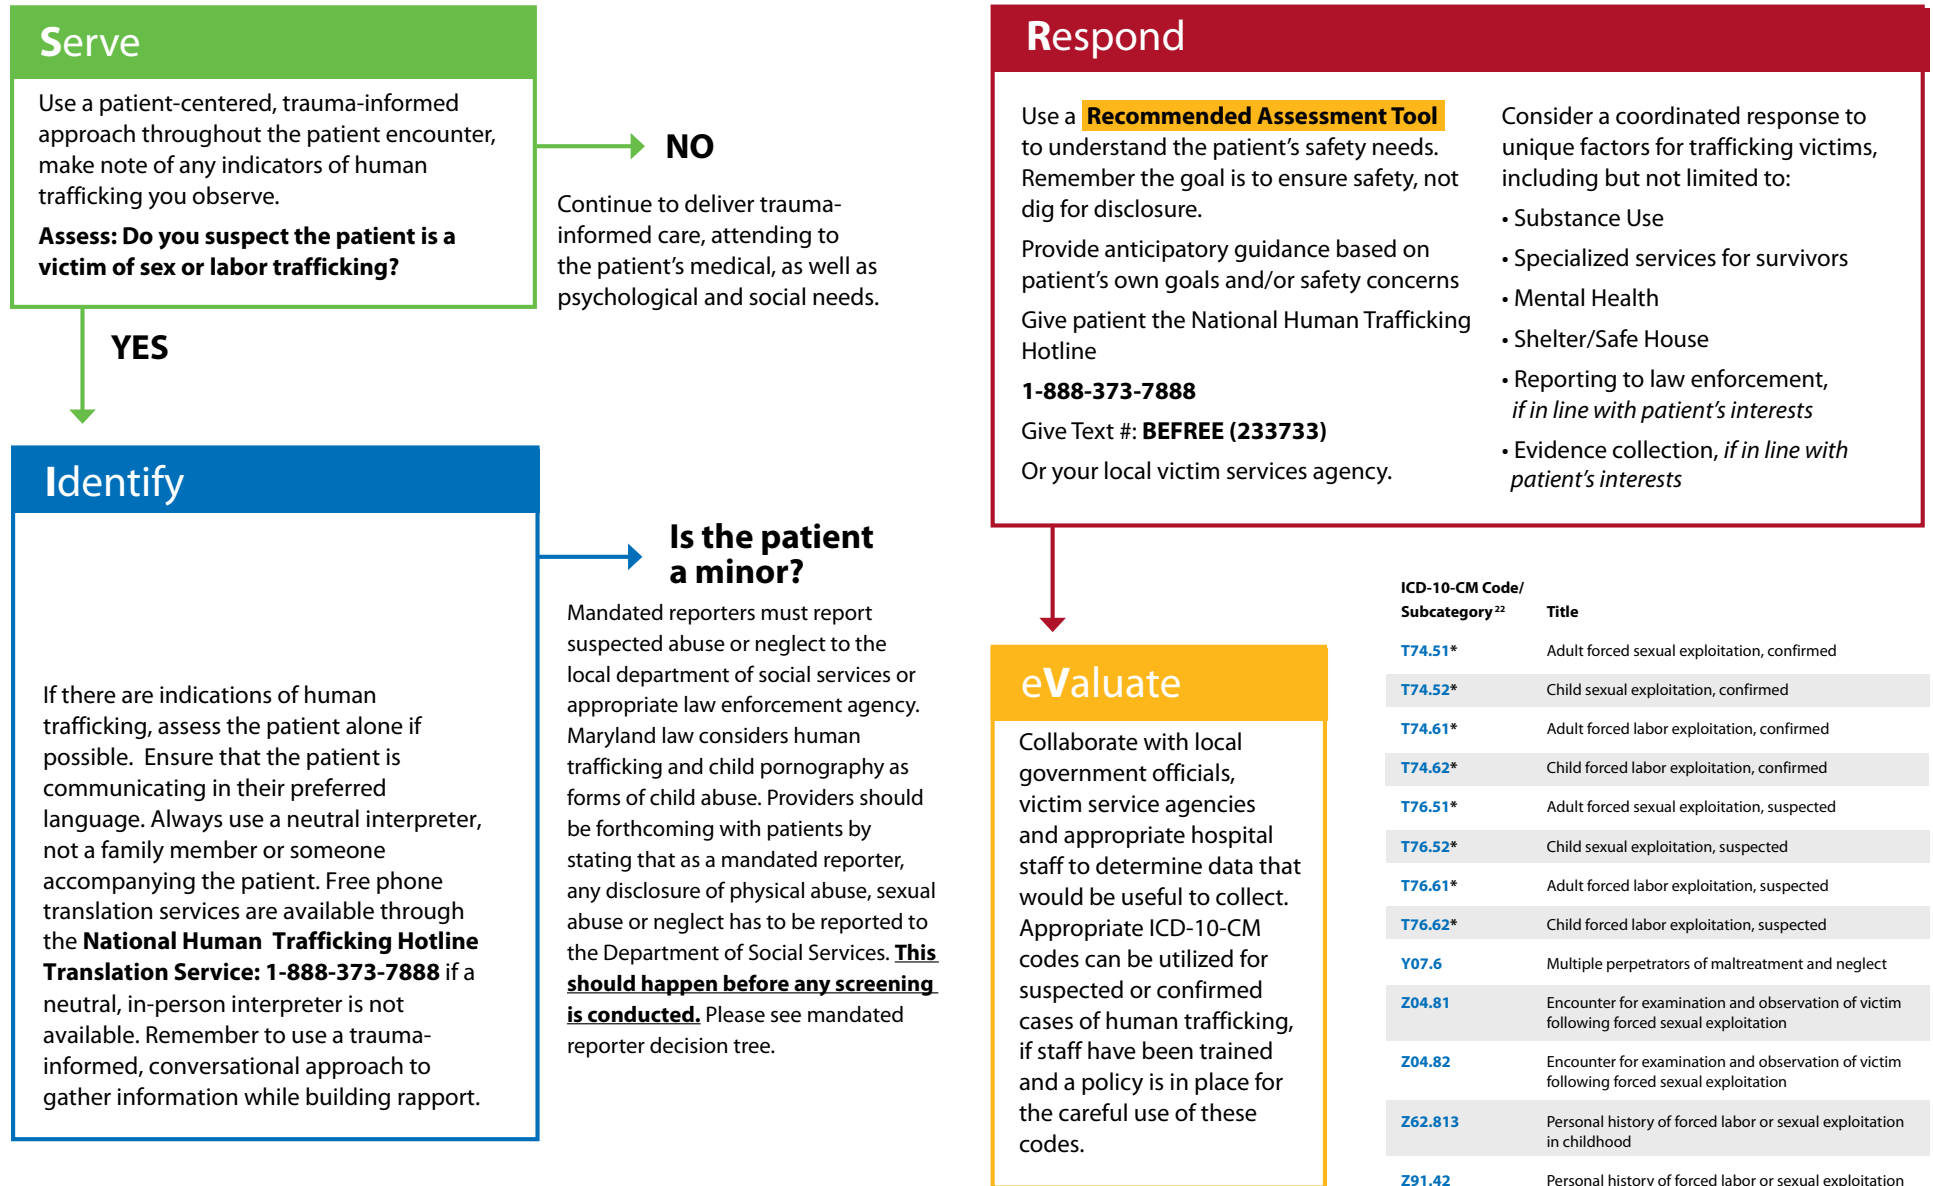 Serve
Use a patient-centered, trauma-informed
approach throughout the patient encounter,
make note of any indicators of human
trafficking you observe.
Assess: Do you suspect the patient is a
victim of sex or labor trafficking?
NO
Continue to deliver trauma-
informed care, attending to
the patient’s medical, as well as
psychological and social needs.
YES
Identify
If there are indications of human
trafficking, assess the patient alone if
possible.  Ensure that the patient is
communicating in their preferred
language. Always use a neutral interpreter,
not a family member or someone
accompanying the patient. Free phone
translation services are available through
the National Human  Trafficking Hotline
Translation Service: 1-888-373-7888 if a
neutral, in-person interpreter is not
available. Remember to use a trauma-
informed, conversational approach to
gather information while building rapport.
Is the patient
a minor?
Mandated reporters must report
suspected abuse or neglect to the
local department of social services or
appropriate law enforcement agency.
Maryland law considers human
trafficking and child pornography as
forms of child abuse. Providers should
be forthcoming with patients by
stating that as a mandated reporter,
any disclosure of physical abuse, sexual
abuse or neglect has to be reported to
the Department of Social Services. This
should happen before any screening
is conducted. Please see mandated
reporter decision tree.
Respond
Use a Recommended Assessment Tool
to understand the patient’s safety needs.
Remember the goal is to ensure safety, not
dig for disclosure.
Provide anticipatory guidance based on
patient’s own goals and/or safety concerns
Give patient the National Human Trafficking
Hotline
1-888-373-7888
Give Text #: BEFREE (233733)
Or your local victim services agency.
Consider a coordinated response to
unique factors for trafficking victims,
including but not limited to:
• Substance Use
• Specialized services for survivors
• Mental Health
• Shelter/Safe House
• Reporting to law enforcement,
if in line with patient’s interests
• Evidence collection, if in line with
patient’s interests
eValuate
Collaborate with local
government officials,
victim service agencies
and appropriate hospital
staff to determine data that
would be useful to collect.
Appropriate ICD-10-CM
codes can be utilized for
suspected or confirmed
cases of human trafficking,
if staff have been trained
and a policy is in place for
the careful use of these
codes.
ICD-10-CM Code/
Subcategory 22 Title
T74.51* Adult forced sexual exploitation, confirmed
T74.52* Child sexual exploitation, confirmed
T74.61* Adult forced labor exploitation, confirmed
T74.62* Child forced labor exploitation, confirmed
T76.51* Adult forced sexual exploitation, suspected
T76.52* Child sexual exploitation, suspected
T76.61* Adult forced labor exploitation, suspected
T76.62* Child forced labor exploitation, suspected
Y07.6 Multiple perpetrators of maltreatment and neglect
Z04.81 Encounter for examination and observation of victim
following forced sexual exploitation
Z04.82 Encounter for examination and observation of victim
following forced sexual exploitation
Z62.813 Personal history of forced labor or sexual exploitation
in childhood
Z91.42 Personal history of forced labor or sexual exploitation